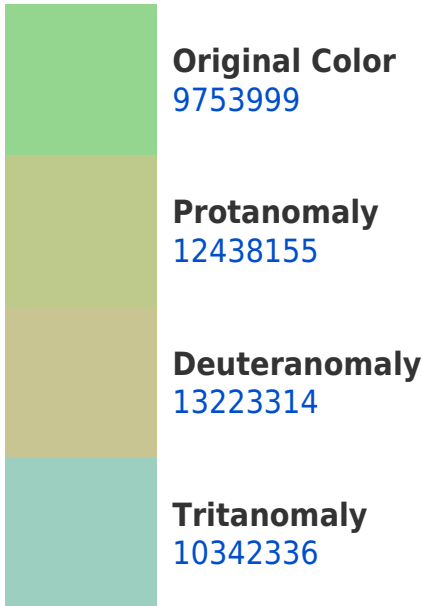 Original Color
9753999
Protanomaly
12438155
Deuteranomaly
13223314
Tritanomaly
10342336